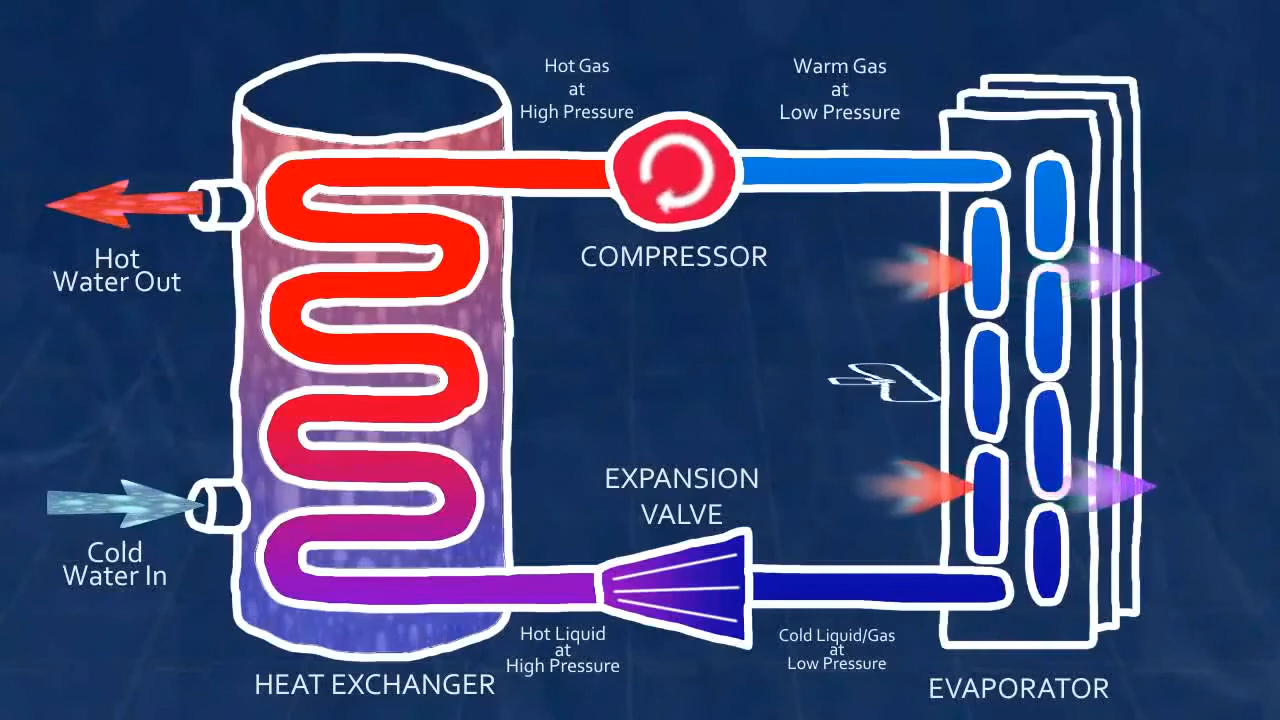 Hot Gas
at
High Pressure
Warm Gas
at
Low Pressure
Hot
Water Out
COMPRESSOR
EXPANSION
VALVE
Cold
Water In
Hot Liquid
at
High Pressure
Cold Liquid/Gas
at
Low Pressure
HEAT EXCHANGER
EVAPORATOR